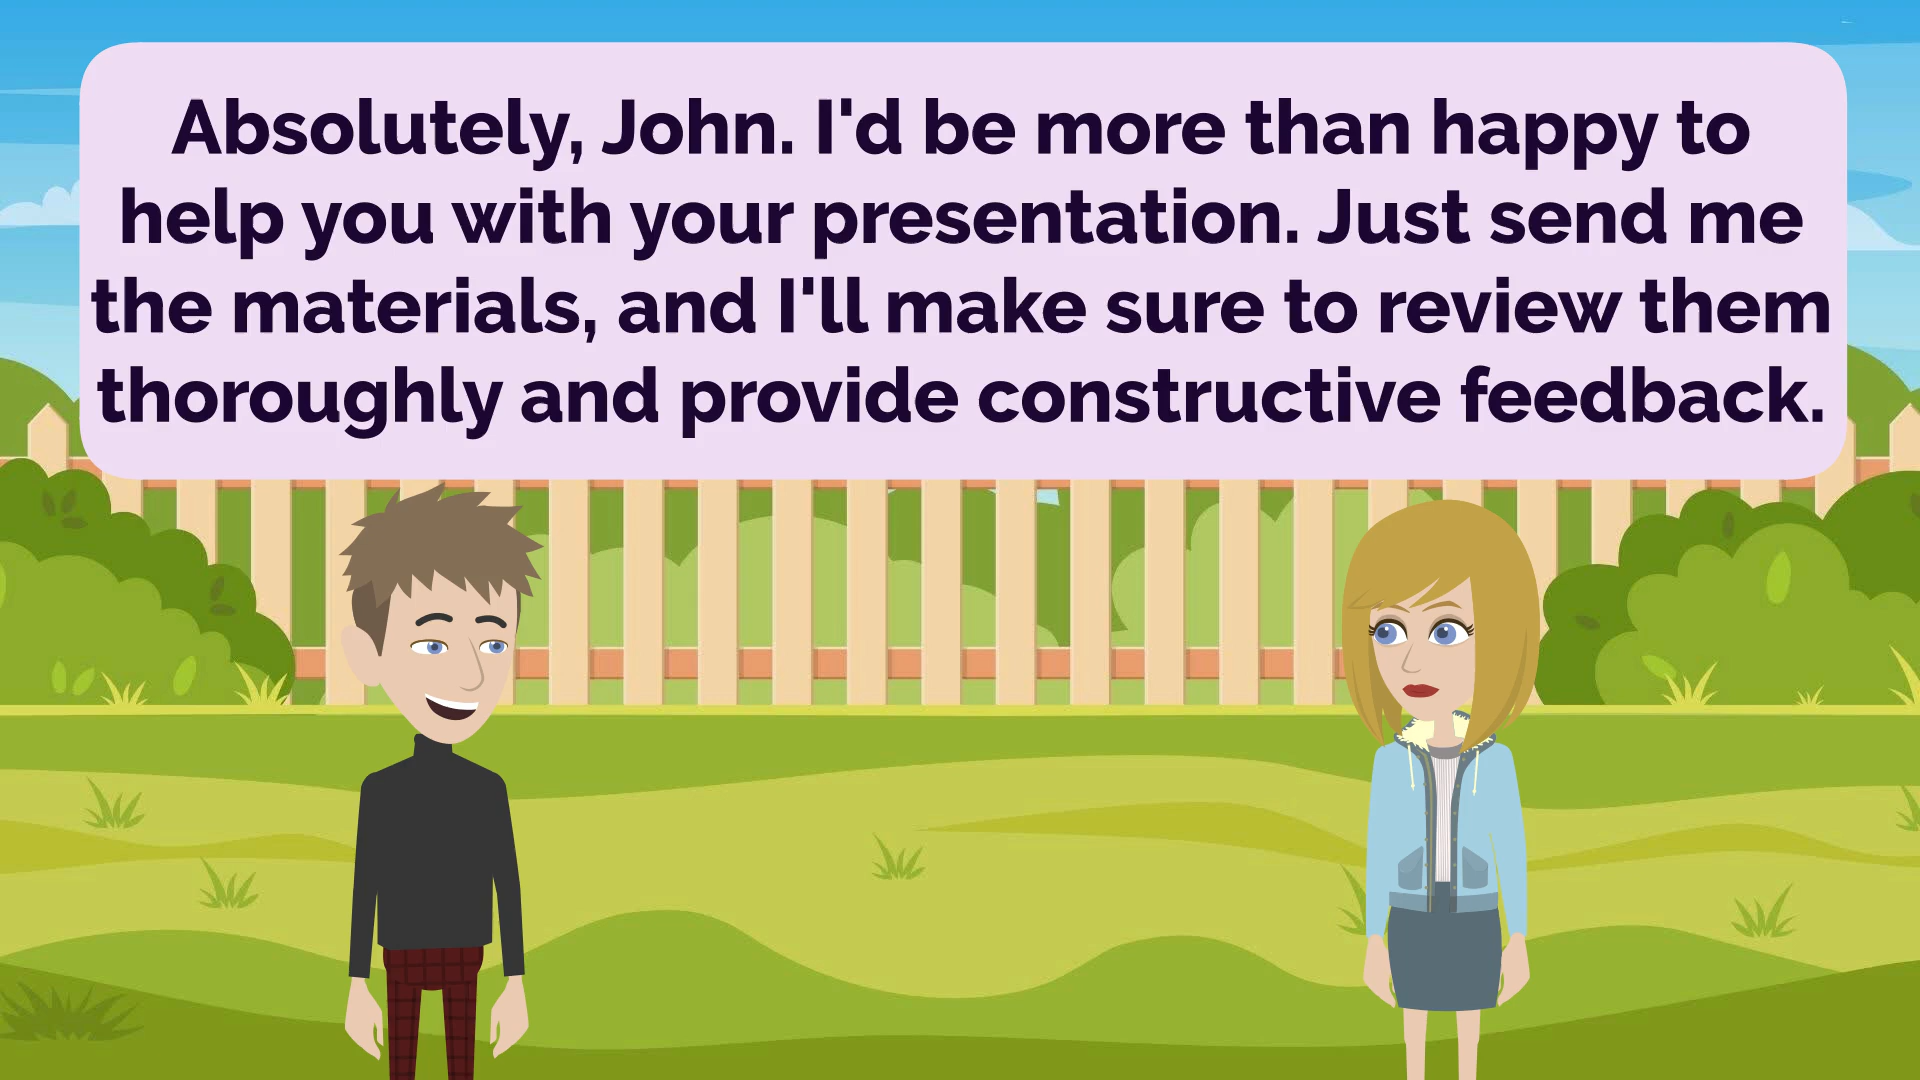 Absolutely, John. I'd be more than happy to
help you with your presentation. Just send me
the materials, and I'll make sure to review them
thoroughly and provide constructive feedback.